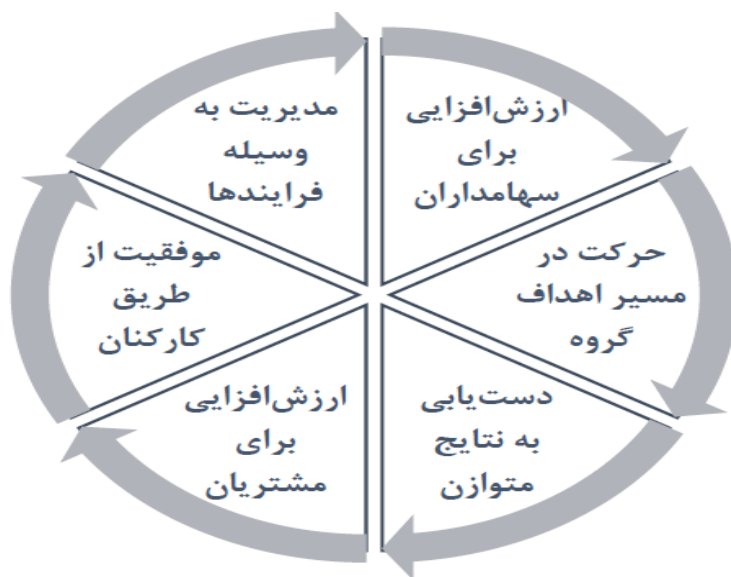 ارزش‌افزایی
برای
سهامداران
حرکت در
مسیر اهداف
گروه
دست‌یابی
به نتایج
متوازن
ارزش‌افزایی
برای
مشتریان
موفقیت از
طریق
کارکنان
مدیریت به
وسیله
فرایندها